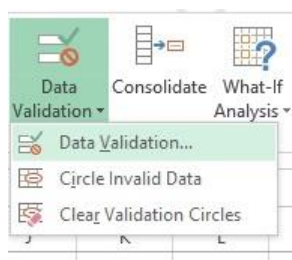 Data Validation Consolidate What-If Analysis
Data Validation...
Circle Invalid Data
Clear Validation Circles
J K L